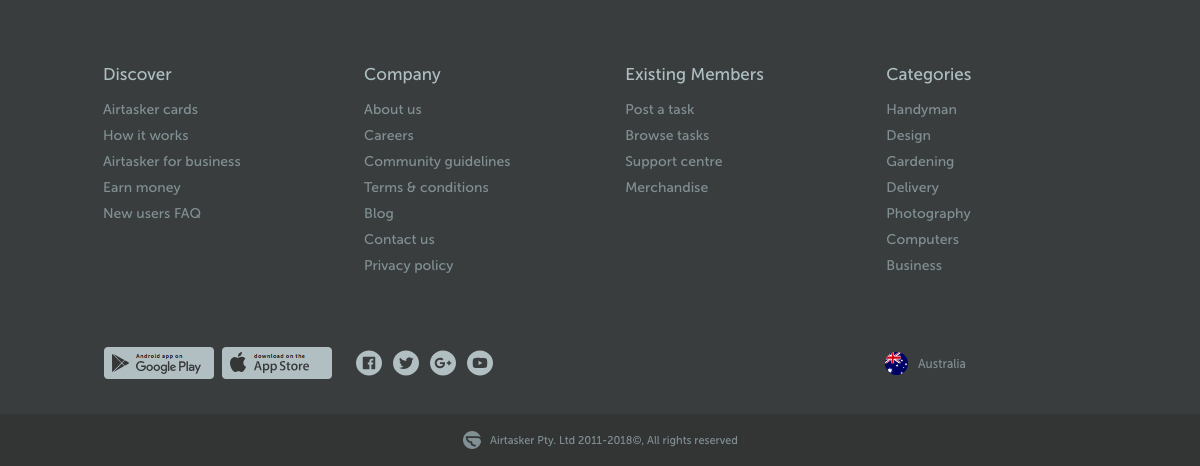 Discover
Airtasker cards
How it works
Airtasker for business
Earn money
New users FAQ
Company
About us
Careers
Community guidelines
Terms & conditions
Blog
Contact us
Privacy policy
Existing Members
Post a task
Browse tasks
Support centre
Merchandise
Categories
Handyman
Design
Gardening
Delivery
Photography
Computers
Business
Android app on
Google Play
download on the
App Store
G+
Australia
Airtasker Pty. Ltd 2011-2018©, All rights reserved